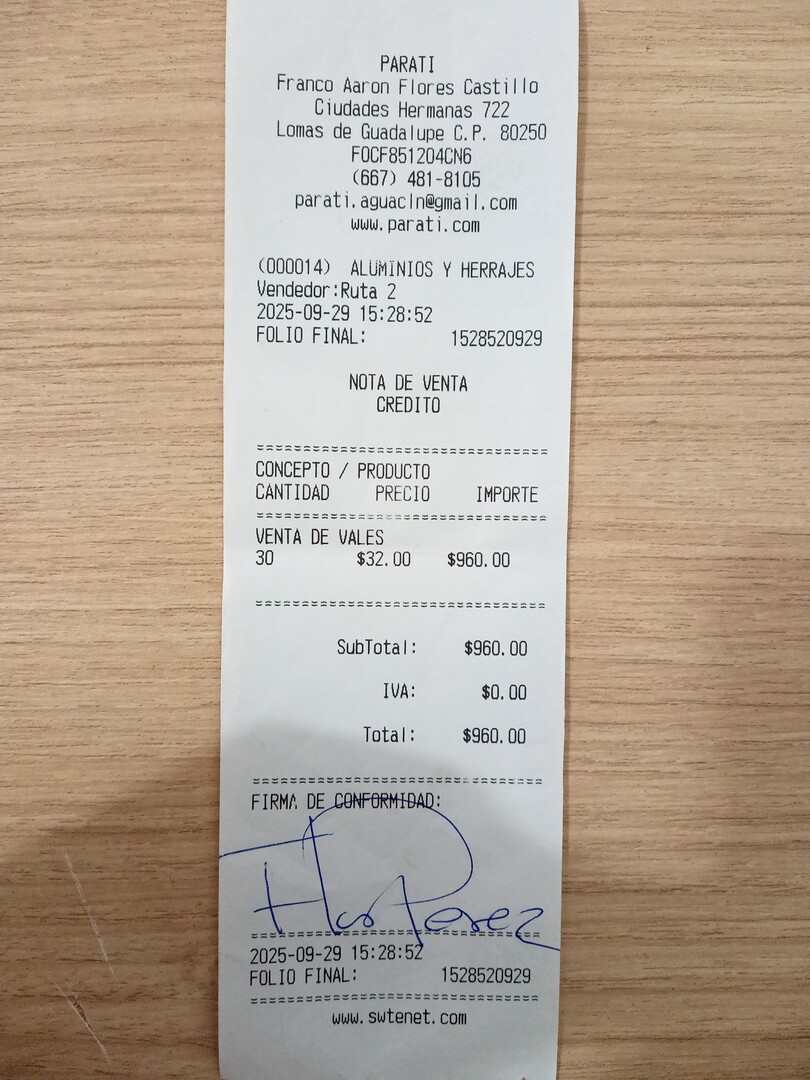 PARATI
Franco Aaron Flores Castillo
Ciudades Hermanas 722
Lomas de Guadalupe C.P. 80250
FOCF851204CN6
(667) 481-8105
parati.aguacln@gmail.com
www.parati.com
(000014) ALUMINIOS Y HERRAJES
Vendedor:Ruta 2
2025-09-29 15:28:52
FOLIO FINAL: 1528520929
NOTA DE VENTA
CREDITO
==============================
CONCEPTO / PRODUCTO
CANTIDAD PRECIO IMPORTE
==============================
VENTA DE VALES
30 $32.00 $960.00
==============================
SubTotal: $960.00
IVA: $0.00
Total: $960.00
==============================
FIRMA DE CONFORMIDAD:
Perez
==============================
2025-09-29 15:28:52
FOLIO FINAL: 1528520929
==============================
www.swtenet.com